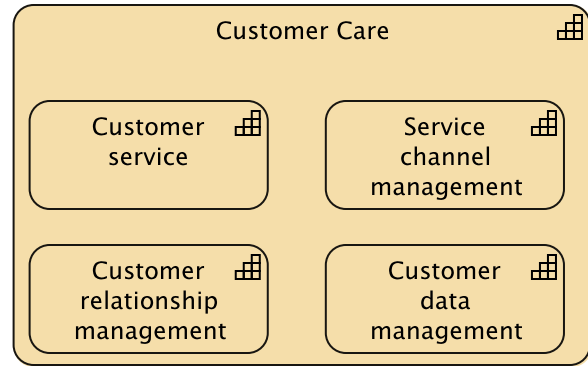 Customer Care
Customer
service
Service
channel
management
Customer
relationship
management
Customer
data
management